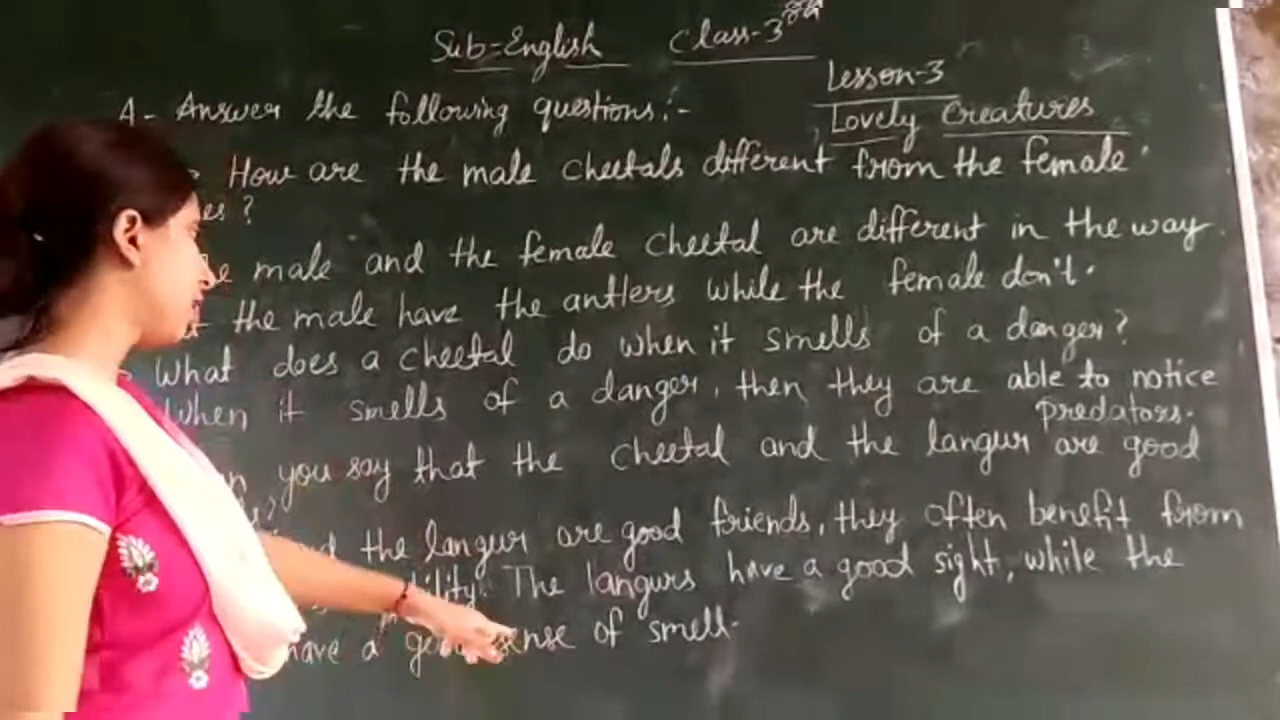 Sub=English Class-3rd
Lesson-3
Lovely Creatures
A- Answer the following questions:-
How are the male cheetals different from the female
es?
male and the female cheetal are different in the way
the male have the antlers while the female don't.
What does a cheetal do when it smells of a danger?
When it smells of a danger, then they are able to notice
predators.
you say that the cheetal and the langur are good
the langur are good friends, they often benefit from
ility. The langurs have a good sight, while the
have a good sense of smell.